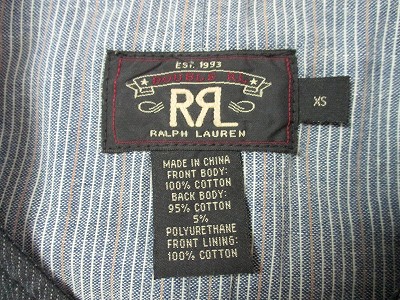 EST. 1993
DOUBLE RL
RRL
RALPH LAUREN
XS
MADE IN CHINA
FRONT BODY:
100% COTTON
BACK BODY:
95% COTTON
5%
POLYURETHANE
FRONT LINING:
100% COTTON